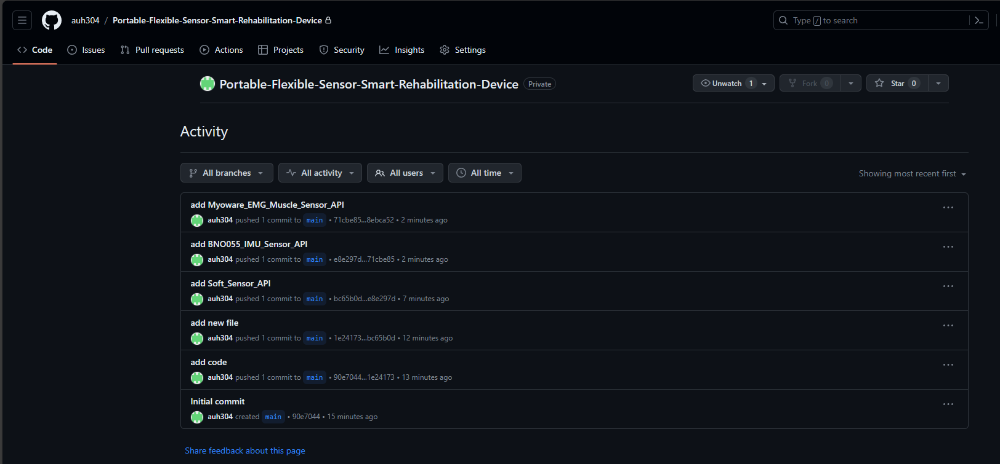 auh304 / Portable-Flexible-Sensor-Smart-Rehabilitation-Device
Type / to search
Code Issues Pull requests Actions Projects Security Insights Settings
Portable-Flexible-Sensor-Smart-Rehabilitation-Device Private
Unwatch 1 Fork 0 Star 0
Activity
All branches All activity All users All time
Showing most recent first
add Myoware_EMG_Muscle_Sensor_API
auh304 pushed 1 commit to main • 71cbe85...8ebca52 • 2 minutes ago
add BNO055_IMU_Sensor_API
auh304 pushed 1 commit to main • e8e297d...71cbe85 • 2 minutes ago
add Soft_Sensor_API
auh304 pushed 1 commit to main • bc65b0d...e8e297d • 7 minutes ago
add new file
auh304 pushed 1 commit to main • 1e24173...bc65b0d • 12 minutes ago
add code
auh304 pushed 1 commit to main • 90e7044...1e24173 • 13 minutes ago
Initial commit
auh304 created main • 90e7044 • 15 minutes ago
Share feedback about this page